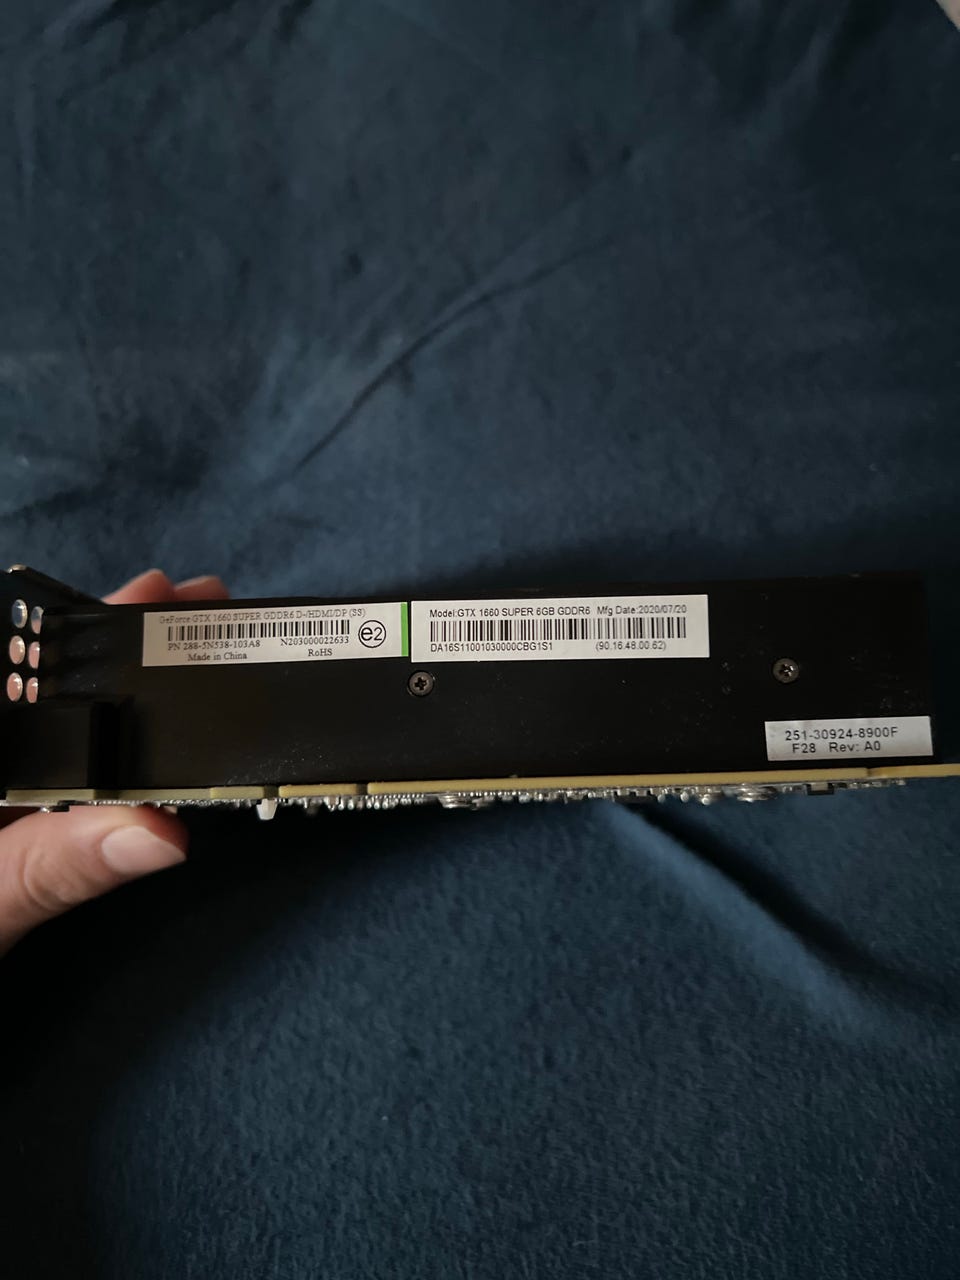 GeForce GTX 1660 SUPER GDDR6 D-/HDMI/DP (SS)
PN 288-5N538-103A8 N203000022633
Made in China RoHS
e2
Model:GTX 1660 SUPER 6GB GDDR6 Mfg Date:2020/07/20
DA16S11001030000CBG1S1 (90.16.48.00.62)
251-30924-8900F
F28 Rev: A0